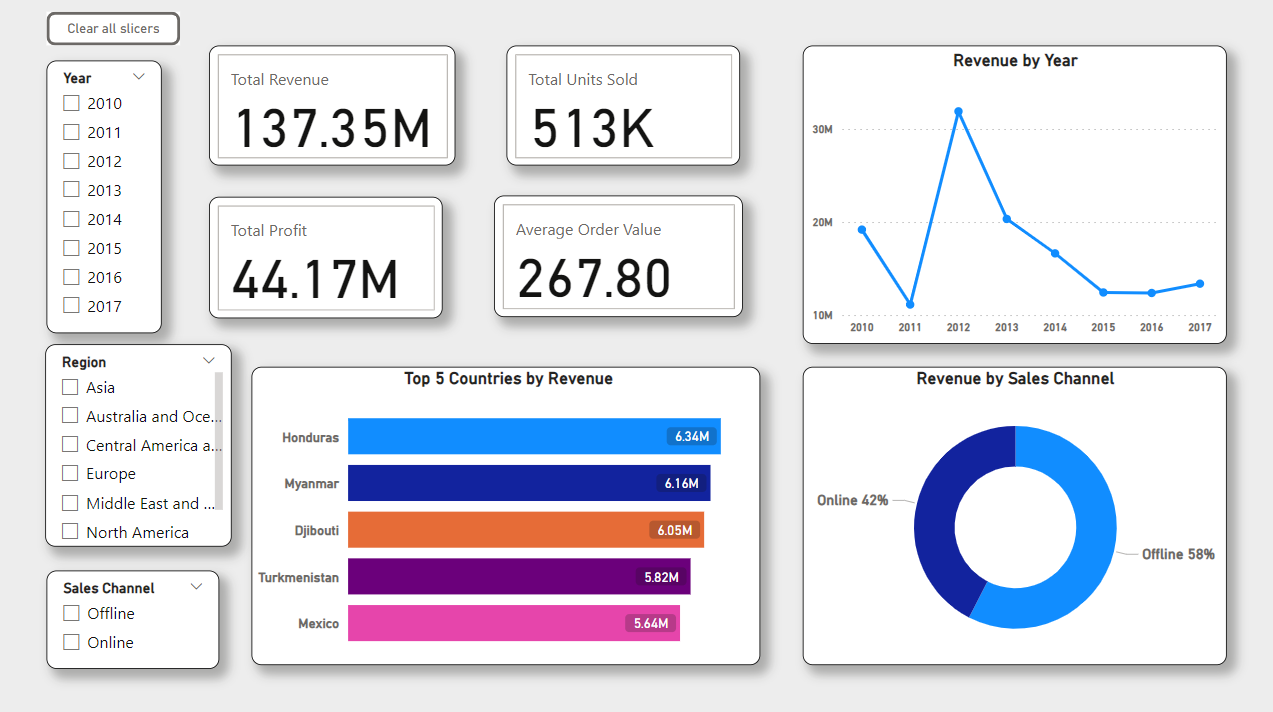 Clear all slicers
Year
2010
2011
2012
2013
2014
2015
2016
2017
Region
Asia
Australia and Oce...
Central America a...
Europe
Middle East and ...
North America
Sales Channel
Offline
Online
Total Revenue
137.35M
Total Units Sold
513K
Total Profit
44.17M
Average Order Value
267.80
Revenue by Year
30M
20M
10M
2010 2011 2012 2013 2014 2015 2016 2017
Top 5 Countries by Revenue
Honduras 6.34M
Myanmar 6.16M
Djibouti 6.05M
Turkmenistan 5.82M
Mexico 5.64M
Revenue by Sales Channel
Online 42%
Offline 58%